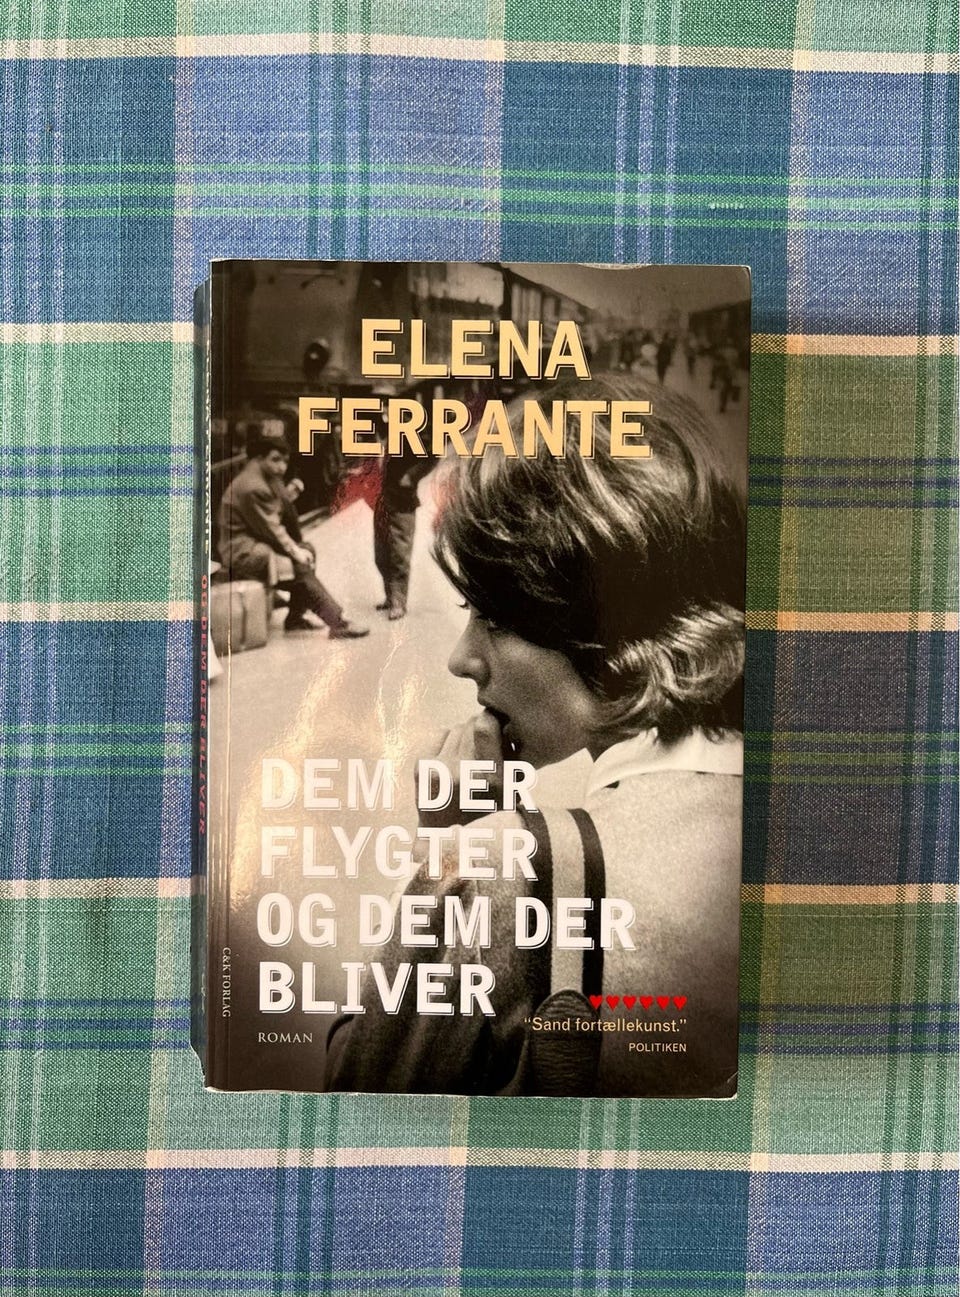 ELENA
FERRANTE
DEM DER
FLYGTER
OG DEM DER
BLIVER
ROMAN
♥♥♥♥♥♥
“Sand fortællekunst.”
POLITIKEN
C&K FORLAG
OG DEM DER BLIVER